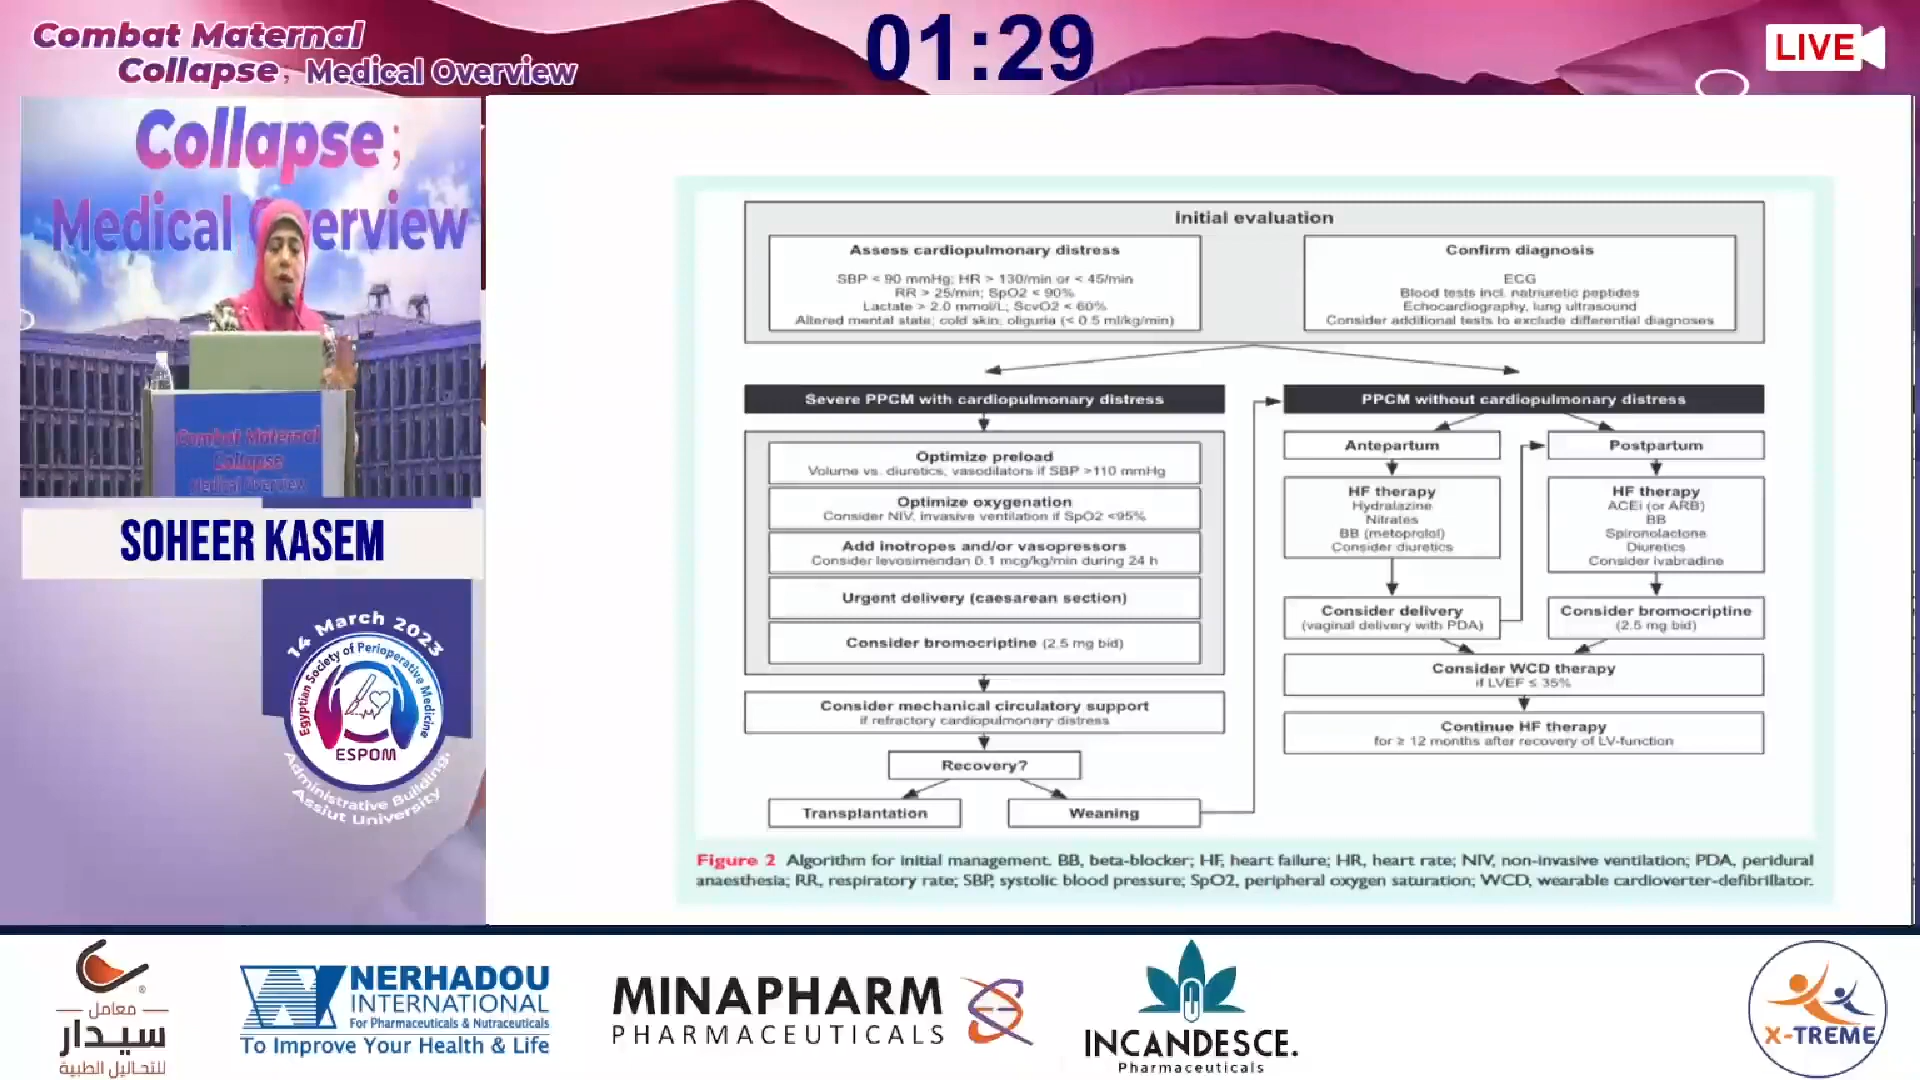 Combat Maternal
Collapse; Medical Overview
01:29
LIVE
Collapse;
Medical Overview
Combat Maternal
Collapse
Medical Overview
SOHEER KASEM
14 March 2023
Egyptian Society of Perioperative Medicine
ESPOM
Administrative Building,
Assiut University
Initial evaluation
Assess cardiopulmonary distress
SBP < 90 mmHg; HR > 130/min or < 45/min
RR > 25/min; SpO2 < 90%
Lactate > 2.0 mmol/L; ScvO2 < 60%
Altered mental state; cold skin; oliguria (< 0.5 ml/kg/min)
Confirm diagnosis
ECG
Blood tests incl. natriuretic peptides
Echocardiography, lung ultrasound
Consider additional tests to exclude differential diagnoses
Severe PPCM with cardiopulmonary distress
Optimize preload
Volume vs. diuretics, vasodilators if SBP >110 mmHg
Optimize oxygenation
Consider NIV, invasive ventilation if SpO2 <95%
Add inotropes and/or vasopressors
Consider levosimendan 0.1 mcg/kg/min during 24 h
Urgent delivery (caesarean section)
Consider bromocriptine (2.5 mg bid)
Consider mechanical circulatory support
if refractory cardiopulmonary distress
Recovery?
Transplantation
Weaning
PPCM without cardiopulmonary distress
Antepartum
HF therapy
Hydralazine
Nitrates
BB (metoprolol)
Consider diuretics
Consider delivery
(vaginal delivery with PDA)
Postpartum
HF therapy
ACEi (or ARB)
BB
Spironolactone
Diuretics
Consider ivabradine
Consider bromocriptine
(2.5 mg bid)
Consider WCD therapy
if LVEF ≤ 35%
Continue HF therapy
for ≥ 12 months after recovery of LV-function
Figure 2 Algorithm for initial management. BB, beta-blocker; HF, heart failure; HR, heart rate; NIV, non-invasive ventilation; PDA, peridural
anaesthesia; RR, respiratory rate; SBP, systolic blood pressure; SpO2, peripheral oxygen saturation; WCD, wearable cardioverter-defibrillator.
معامل
سيدار
للتحاليل الطبية
NERHADOU
INTERNATIONAL
For Pharmaceuticals & Nutraceuticals
To Improve Your Health & Life
MINAPHARM
PHARMACEUTICALS
INCANDESCE.
Pharmaceuticals
X-TREME